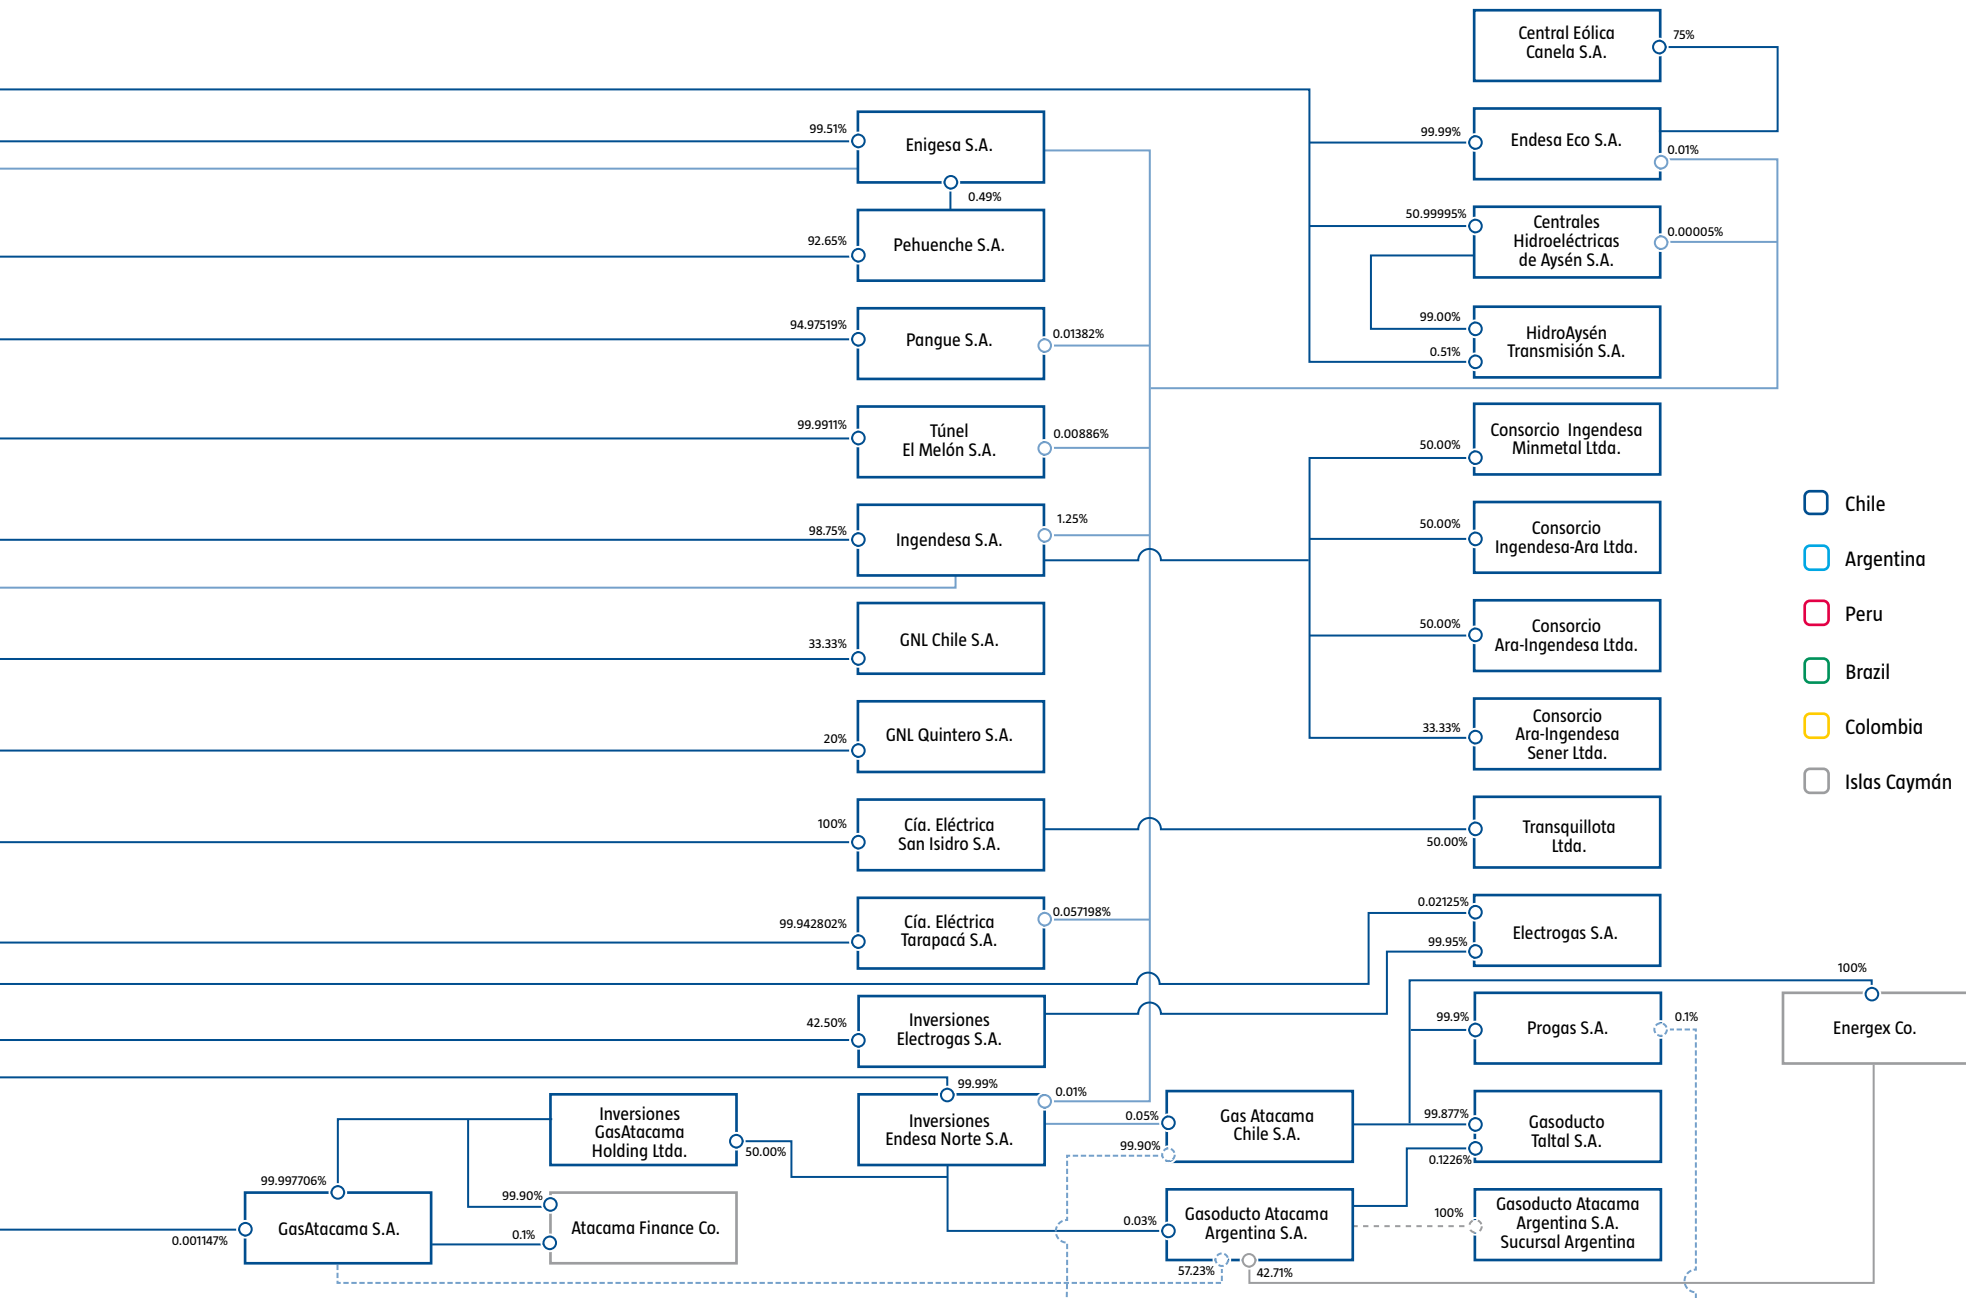 Central Eólica
Canela S.A.
75%
99.51%
Enigesa S.A.
0.49%
99.99%
Endesa Eco S.A.
0.01%
92.65%
Pehuenche S.A.
50.99995%
Centrales
Hidroeléctricas
de Aysén S.A.
0.00005%
94.97519%
Pangue S.A.
0.01382%
99.00%
0.51%
HidroAysén
Transmisión S.A.
99.9911%
Túnel
El Melón S.A.
0.00886%
50.00%
Consorcio Ingendesa
Minmetal Ltda.
98.75%
Ingendesa S.A.
1.25%
50.00%
Consorcio
Ingendesa-Ara Ltda.
33.33%
GNL Chile S.A.
50.00%
Consorcio
Ara-Ingendesa Ltda.
20%
GNL Quintero S.A.
33.33%
Consorcio
Ara-Ingendesa
Sener Ltda.
Chile
Argentina
Peru
Brazil
Colombia
Islas Caymán
100%
Cía. Eléctrica
San Isidro S.A.
50.00%
Transquillota
Ltda.
99.942802%
Cía. Eléctrica
Tarapacá S.A.
0.057198%
0.02125%
99.95%
Electrogas S.A.
42.50%
Inversiones
Electrogas S.A.
99.9%
Progas S.A.
0.1%
100%
Energex Co.
99.99%
Inversiones
Endesa Norte S.A.
0.01%
Inversiones
GasAtacama
Holding Ltda.
50.00%
0.05%
99.90%
Gas Atacama
Chile S.A.
99.877%
0.1226%
Gasoducto
Taltal S.A.
99.997706%
0.001147%
GasAtacama S.A.
99.90%
0.1%
Atacama Finance Co.
0.03%
Gasoducto Atacama
Argentina S.A.
57.23%
42.71%
100%
Gasoducto Atacama
Argentina S.A.
Sucursal Argentina